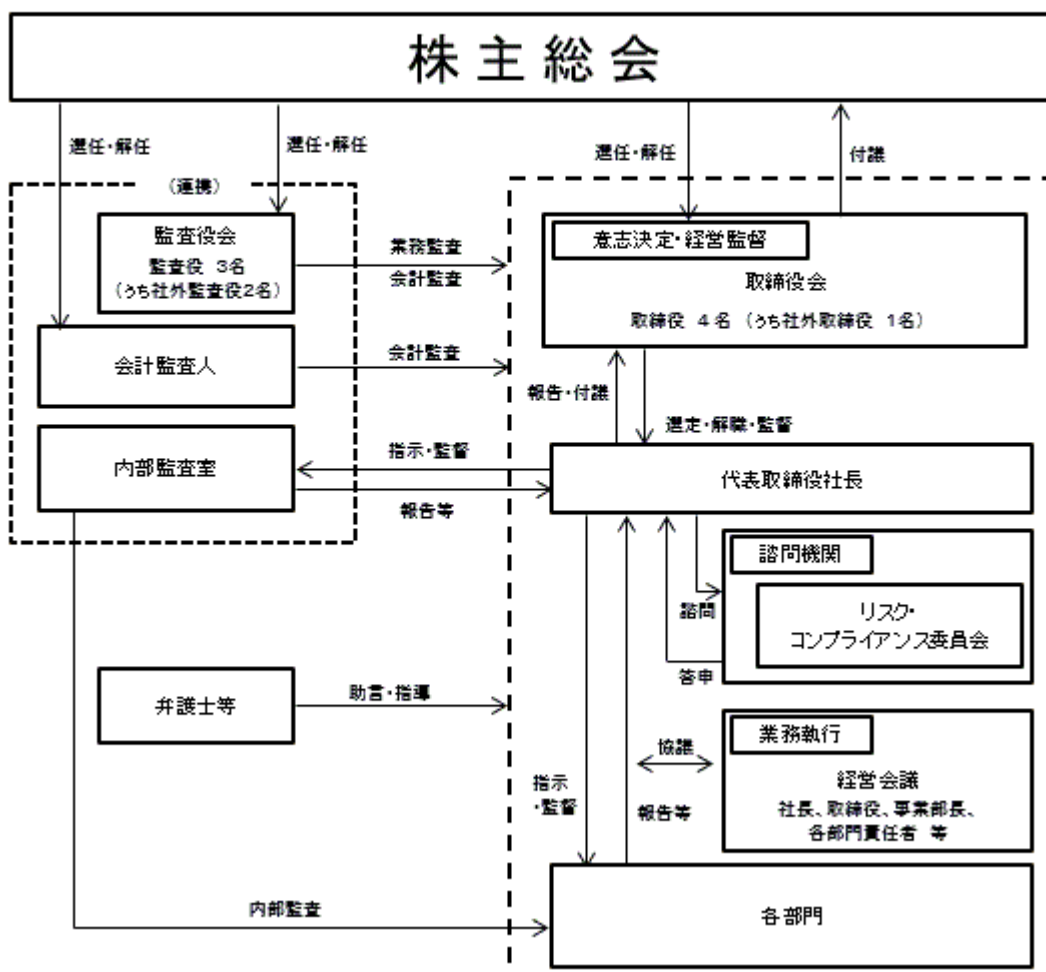 株主総会
選任・解任
選任・解任
選任・解任
付議
（連携）
監査役会
監査役 3名
（うち社外監査役2名）
業務監査
会計監査
意志決定・経営監督
取締役会
取締役 4名（うち社外取締役 1名）
会計監査人
会計監査
報告・付議
選定・解職・監督
内部監査室
指示・監督
報告等
代表取締役社長
諮問機関
諮問
リスク・
コンプライアンス委員会
答申
弁護士等
助言・指導
業務執行
協議
経営会議
社長、取締役、事業部長、
各部門責任者 等
指示
・監督
報告等
内部監査
各部門